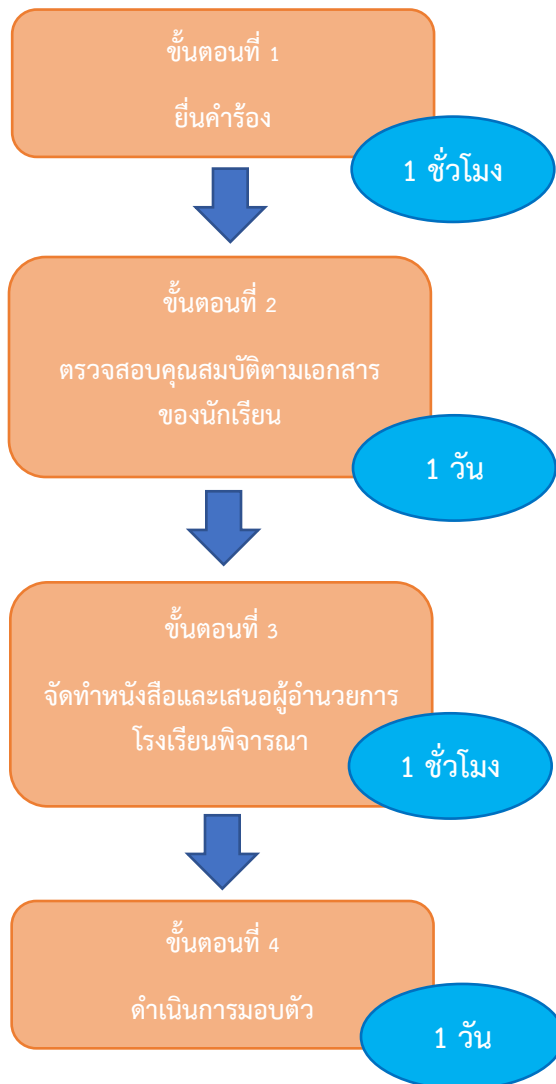 ขั้นตอนที่ 1
ยื่นคำร้อง
1 ชั่วโมง
ขั้นตอนที่ 2
ตรวจสอบคุณสมบัติตามเอกสาร
ของนักเรียน
1 วัน
ขั้นตอนที่ 3
จัดทำหนังสือและเสนอผู้อำนวยการ
โรงเรียนพิจารณา
1 ชั่วโมง
ขั้นตอนที่ 4
ดำเนินการมอบตัว
1 วัน